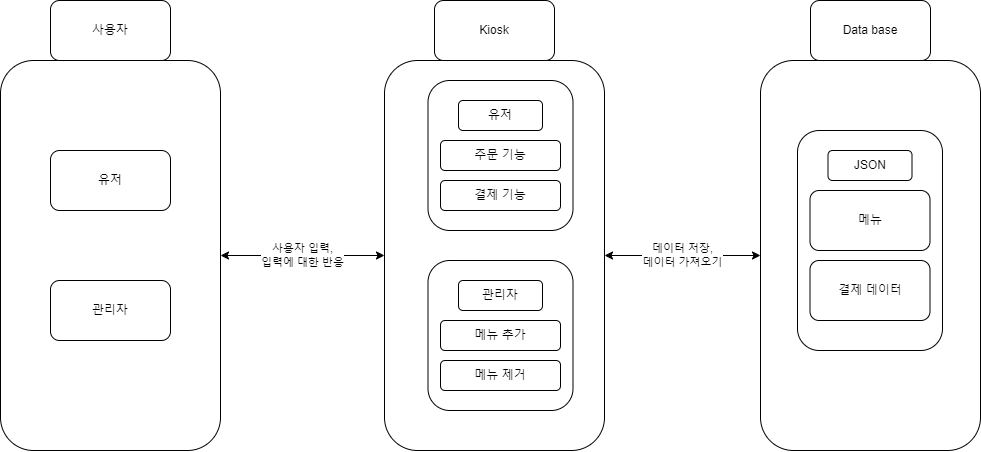 사용자
유저
관리자
사용자 입력,
입력에 대한 반응
Kiosk
유저
주문 기능
결제 기능
관리자
메뉴 추가
메뉴 제거
데이터 저장,
데이터 가져오기
Data base
JSON
메뉴
결제 데이터